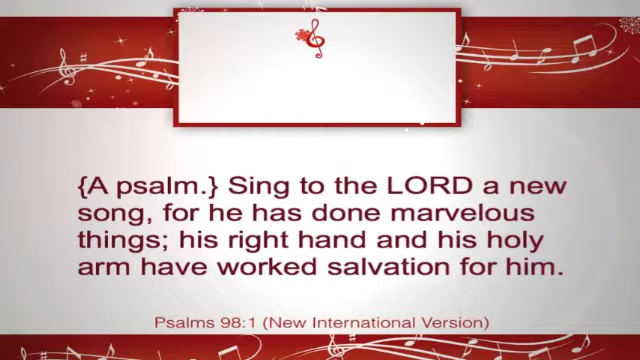 {A psalm.} Sing to the LORD a new
song, for he has done marvelous
things; his right hand and his holy
arm have worked salvation for him.
Psalms 98:1 (New International Version)